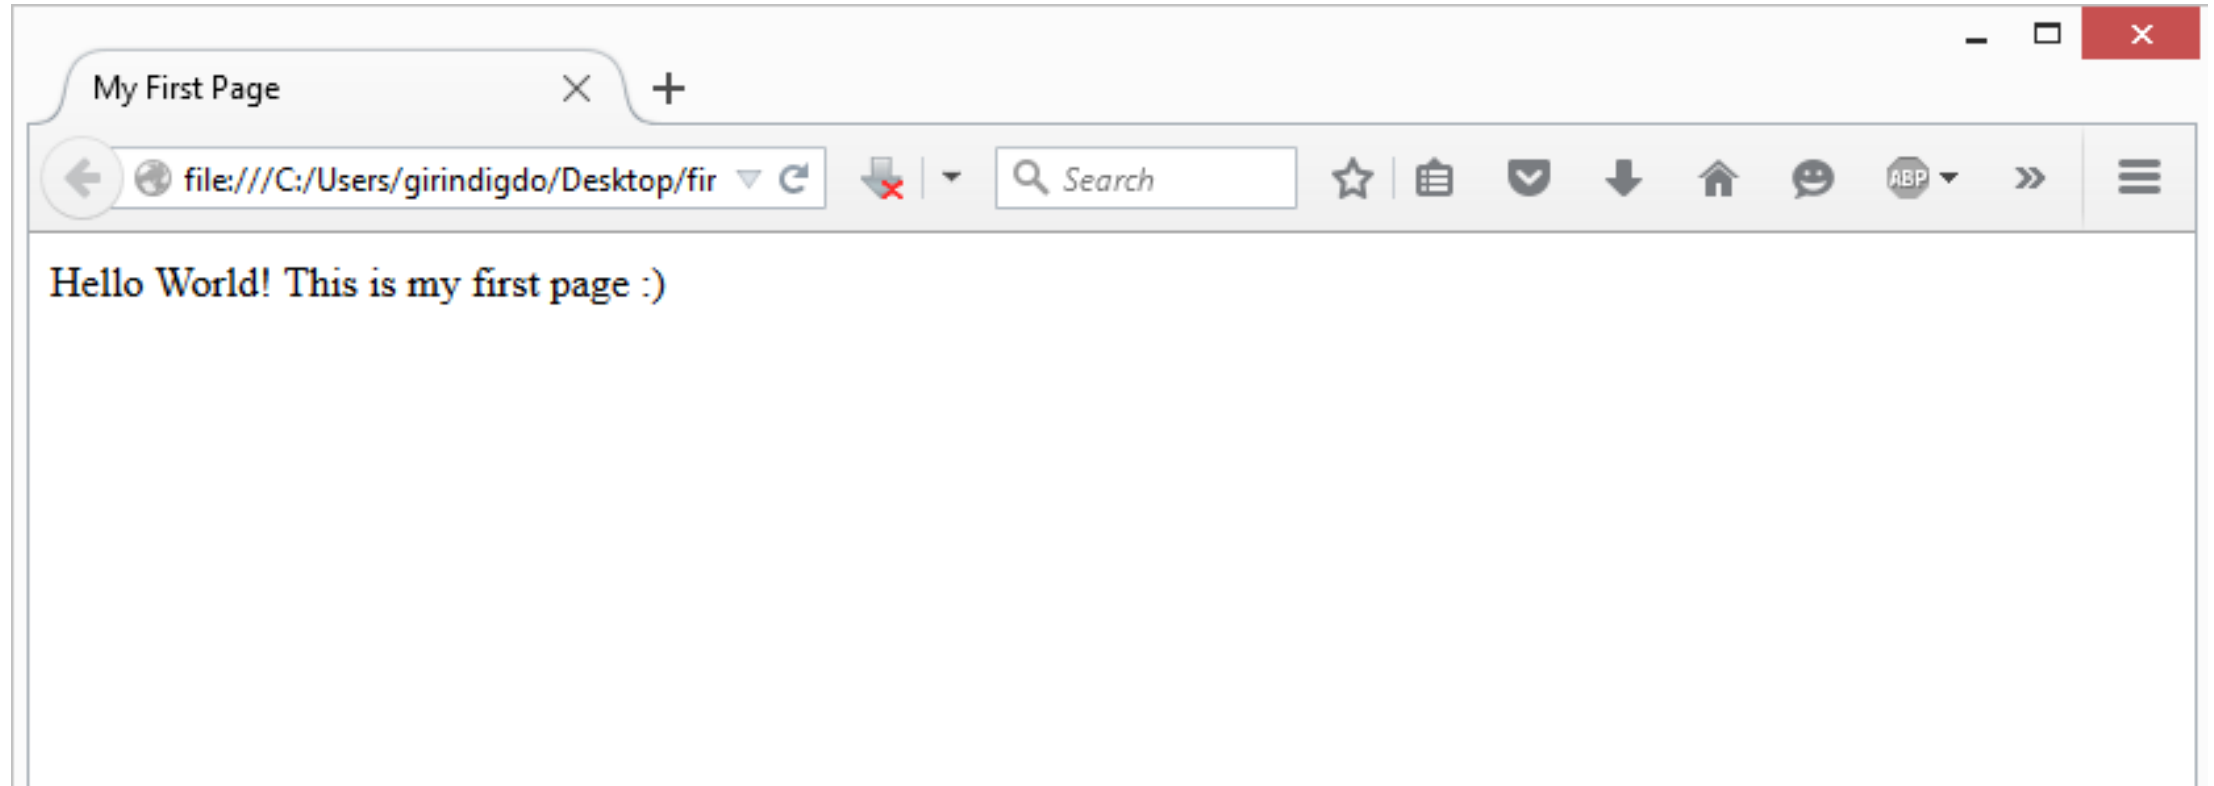 My First Page
file:///C:/Users/girindigdo/Desktop/fir
Search
ABP
Hello World! This is my first page :)